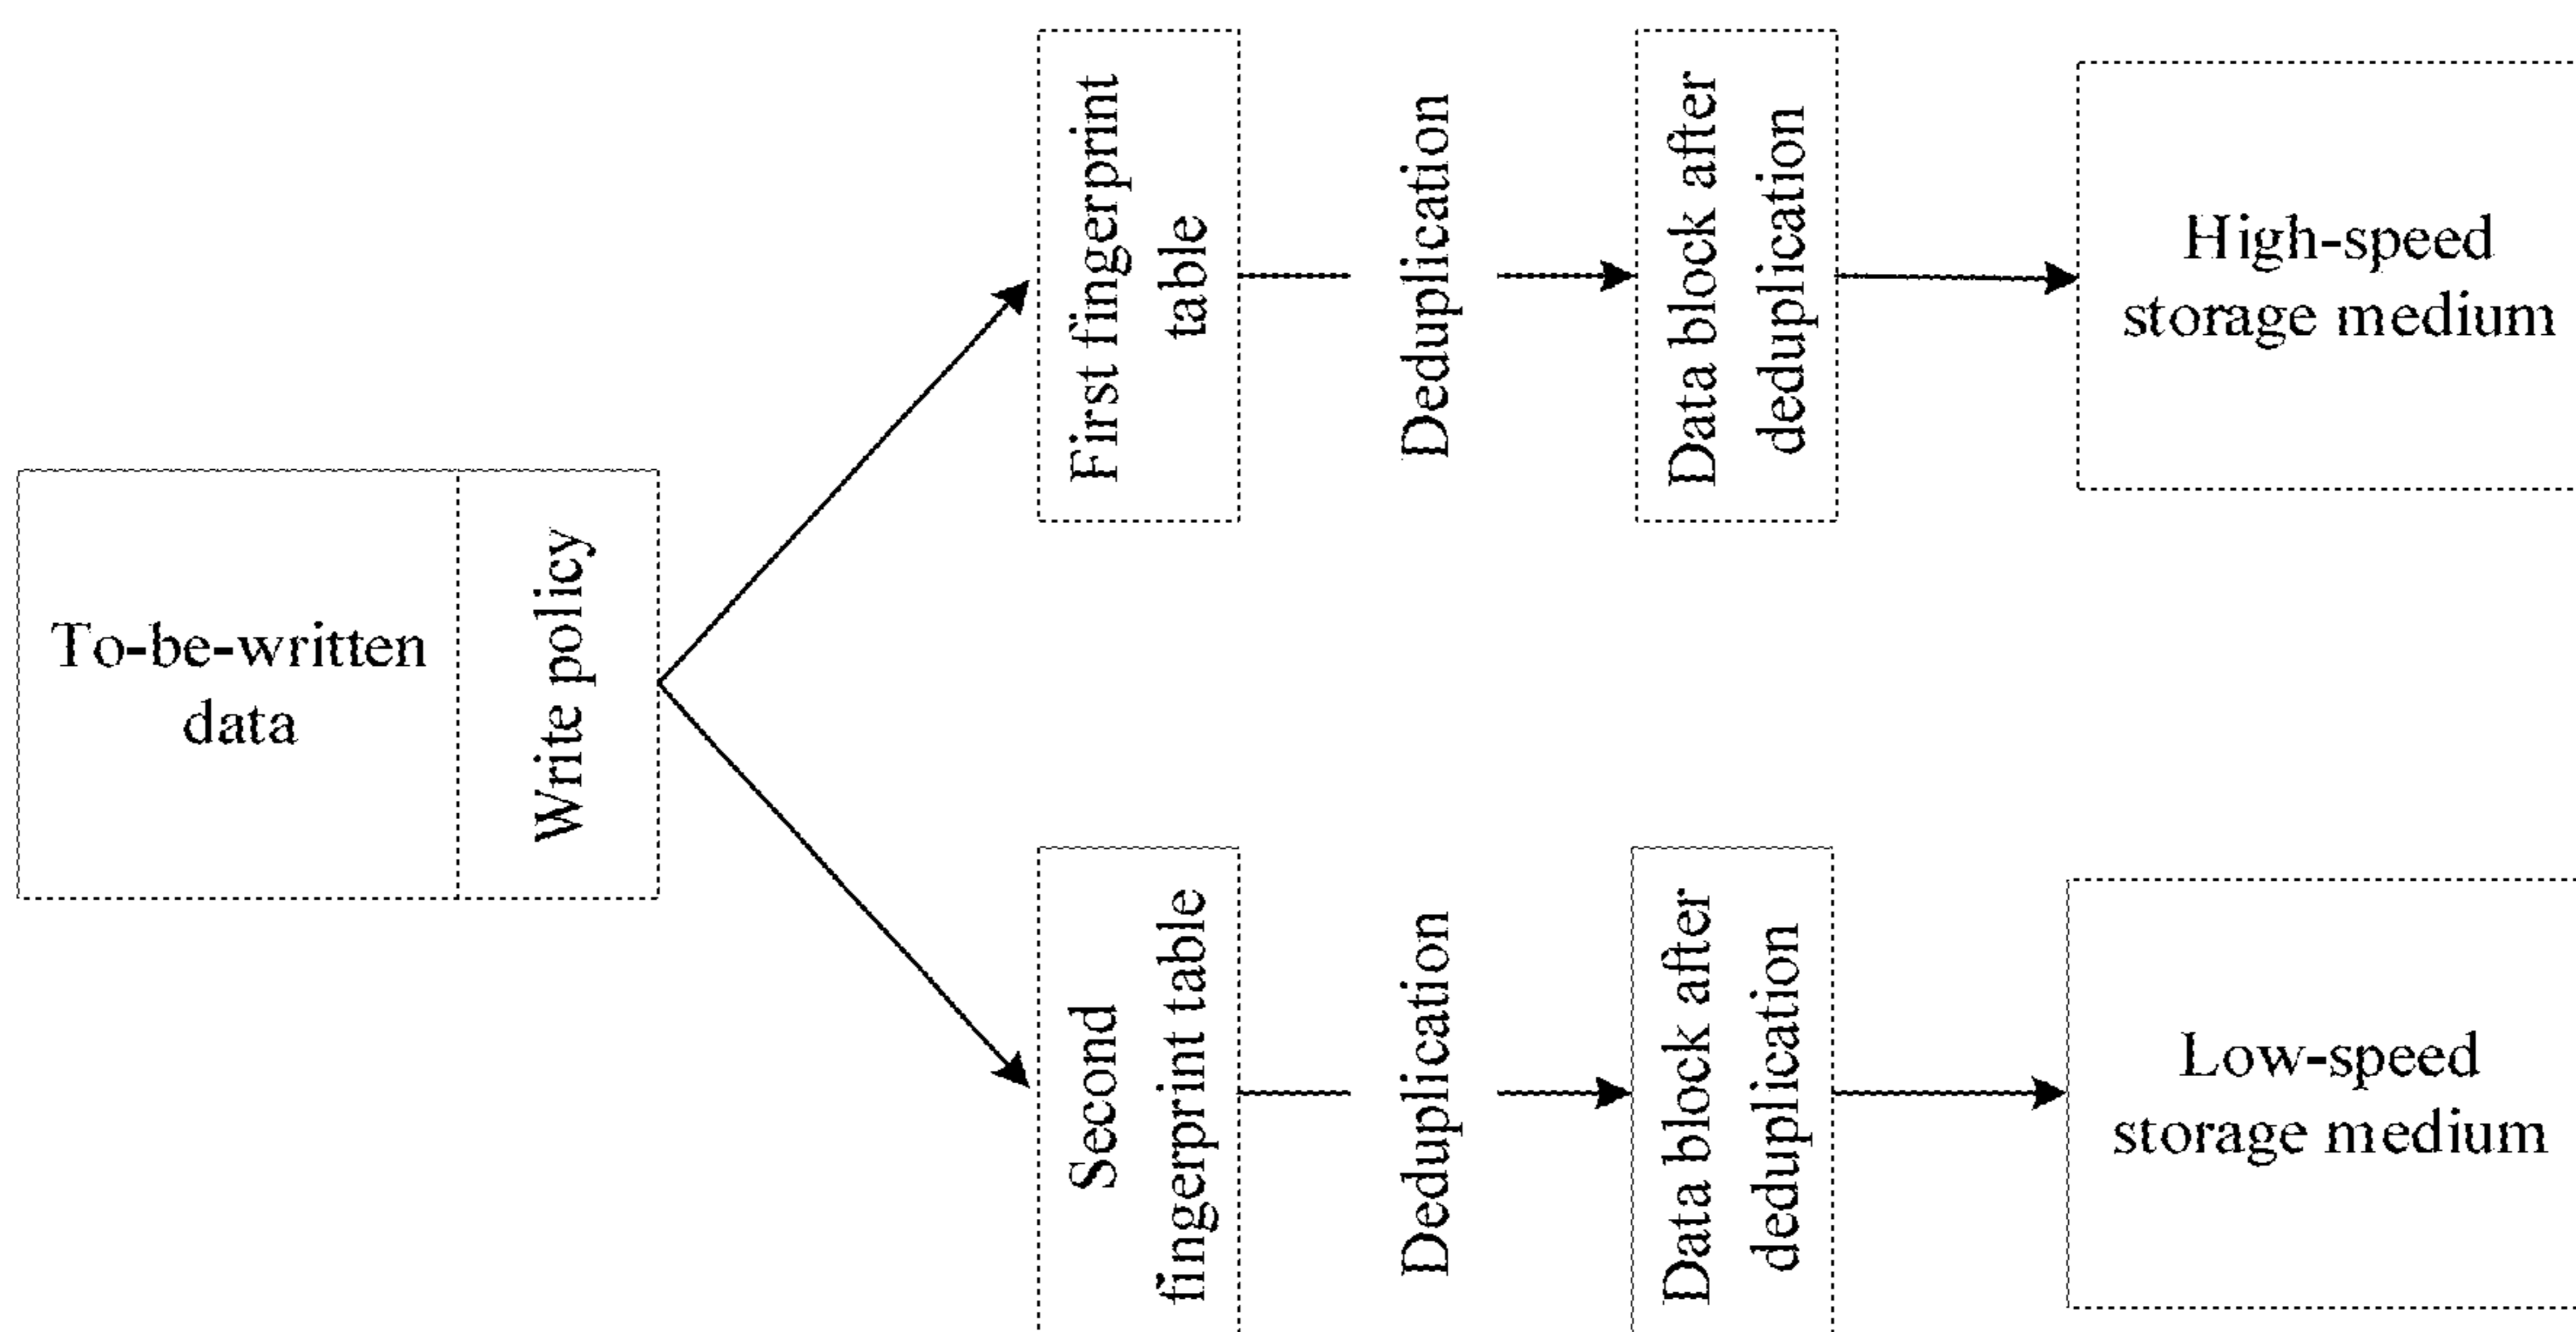 To-be-written
data
Write policy
First fingerprint
table
Deduplication
Data block after
deduplication
High-speed
storage medium
Second
fingerprint table
Deduplication
Data block after
deduplication
Low-speed
storage medium